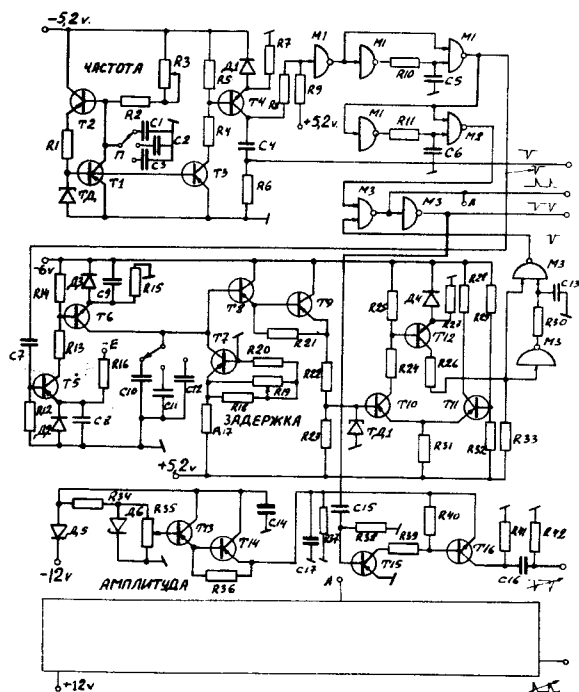 -5,2v.
ЧАСТОТА
R3
R5
Д1
R7
M1
M1
M1
T2
R2
T4
R8
R9
R10
C5
R1
П
C1
C2
C3
R4
+5,2v.
M1
R11
M2
C4
C6
ТД
T1
T3
R6
M3
M3
A
-6v
R14
Д3
C9
R15
T8
T9
M3
C13
T6
R25
Д4
R27
R28
R29
R30
C7
R13
-E
T7
R20
R21
T12
M3
R16
R19
R22
R24
R26
T5
C10
C11
C12
R18
R12
Д2
C8
R17
ЗАДЕРЖКА
R23
ТД1
T10
T11
R31
R32
R33
+5,2v
R34
Д6
R35
C15
R40
Д5
T13
C14
R37
R38
R41
R42
T14
C17
R39
T16
-12v
R36
T15
C16
АМПЛИТУДА
A
+12v